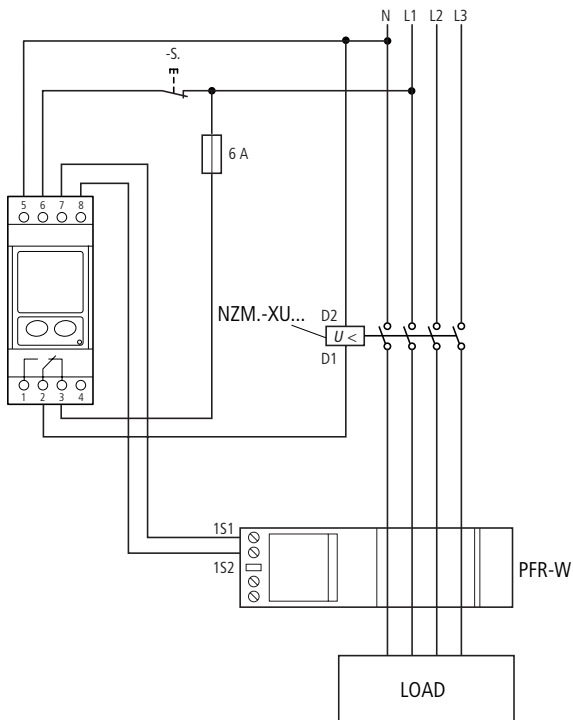 N L1 L2 L3
-S.
6 A
5 6 7 8
NZM.-XU...
D2
U <
D1
1 2 3 4
1S1
1S2
PFR-W
LOAD